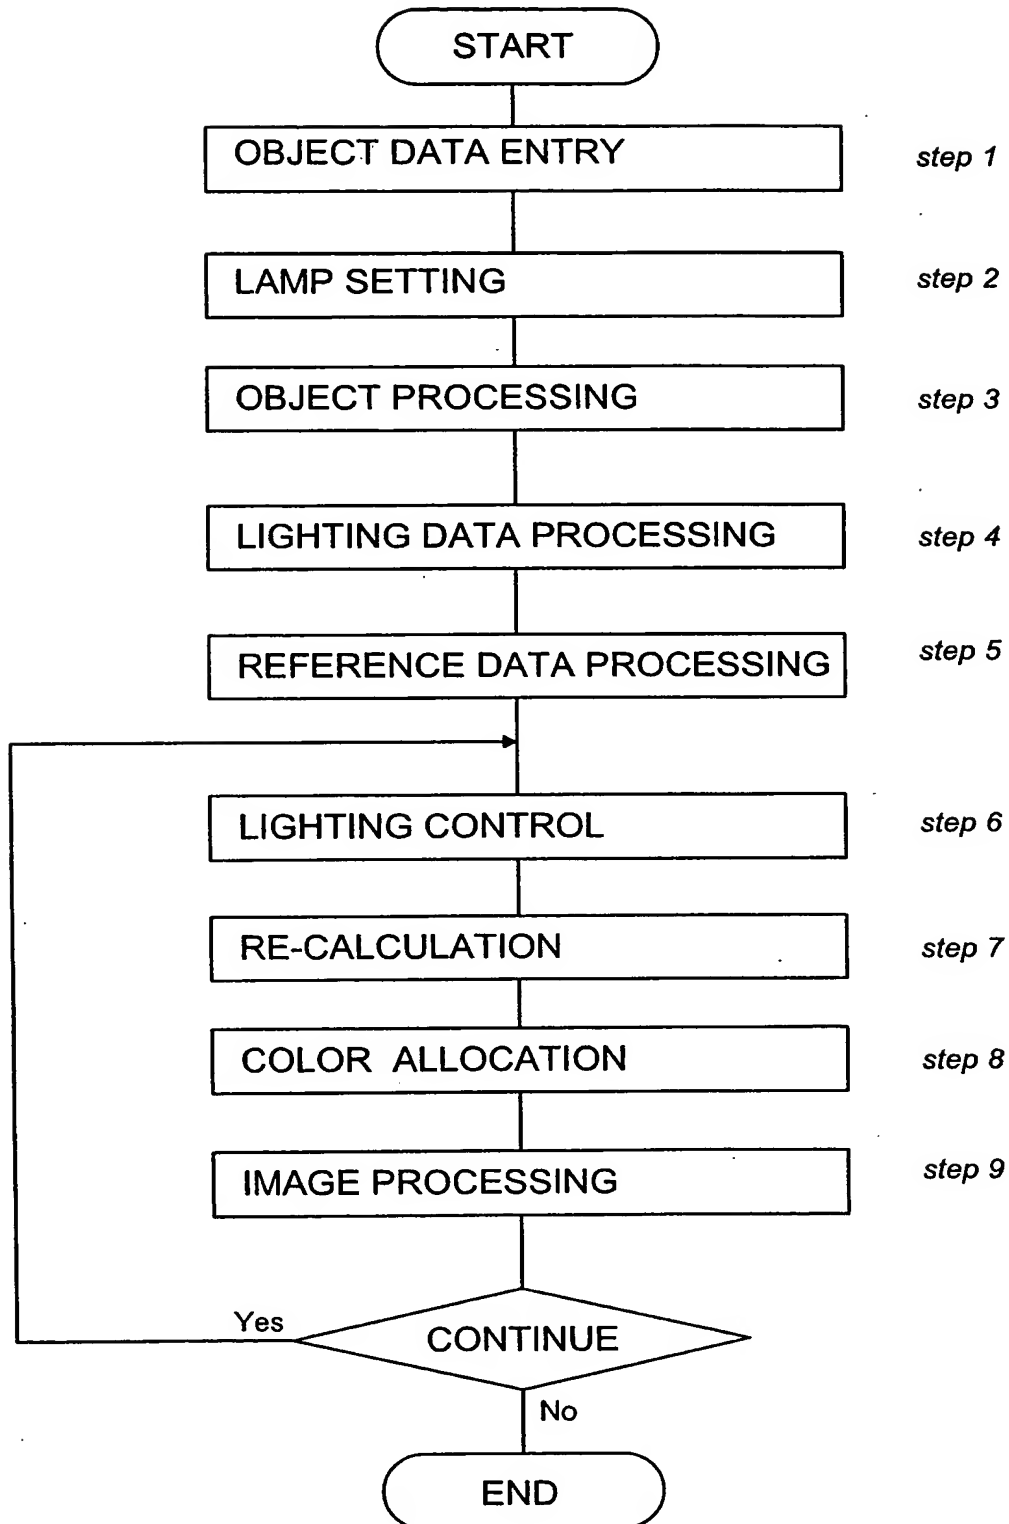 START
OBJECT DATA ENTRY step 1
LAMP SETTING step 2
OBJECT PROCESSING step 3
LIGHTING DATA PROCESSING step 4
REFERENCE DATA PROCESSING step 5
LIGHTING CONTROL step 6
RE-CALCULATION step 7
COLOR ALLOCATION step 8
IMAGE PROCESSING step 9
Yes CONTINUE
No
END